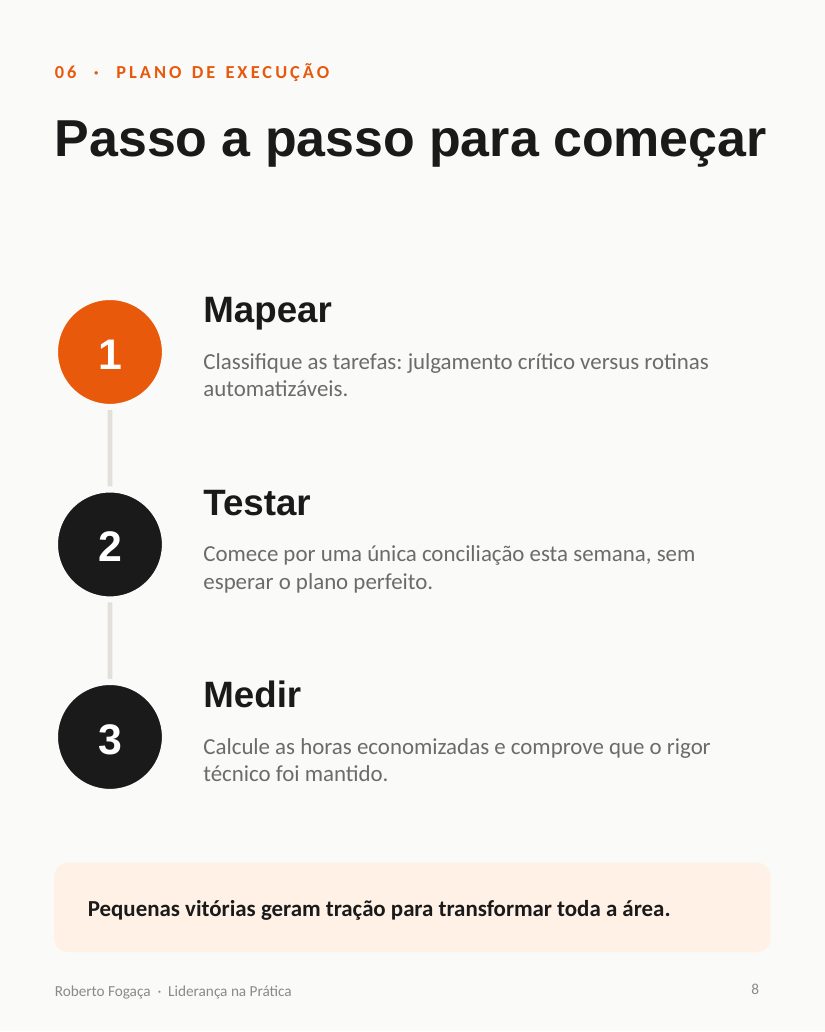 06 · PLANO DE EXECUÇÃO
Passo a passo para começar
1
Mapear
Classifique as tarefas: julgamento crítico versus rotinas
automatizáveis.
2
Testar
Comece por uma única conciliação esta semana, sem
esperar o plano perfeito.
3
Medir
Calcule as horas economizadas e comprove que o rigor
técnico foi mantido.
Pequenas vitórias geram tração para transformar toda a área.
Roberto Fogaça · Liderança na Prática
8